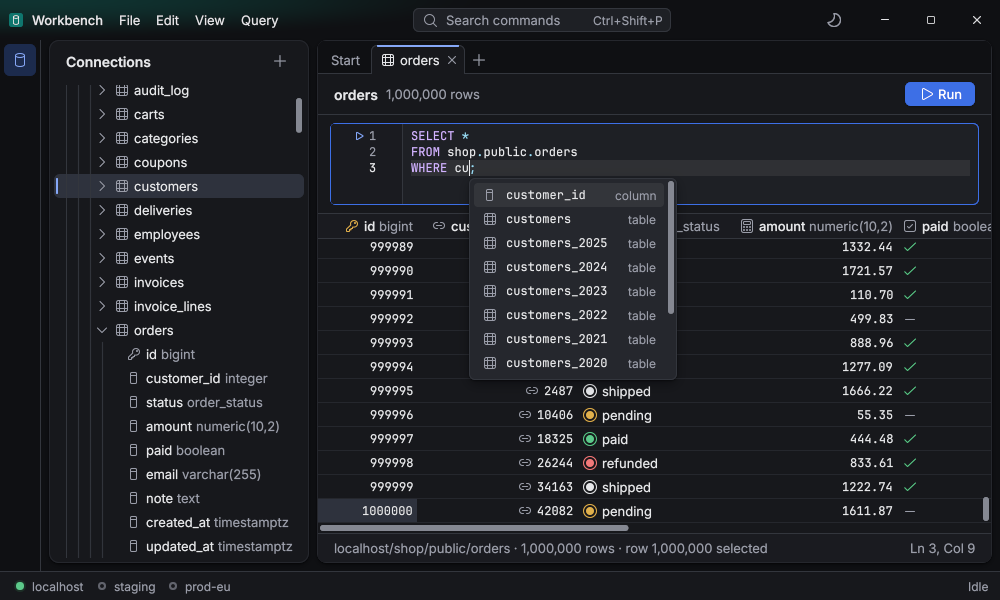 Workbench File Edit View Query Search commands Ctrl+Shift+P
Connections
audit_log
carts
categories
coupons
customers
deliveries
employees
events
invoices
invoice_lines
orders
id bigint
customer_id integer
status order_status
amount numeric(10,2)
paid boolean
email varchar(255)
note text
created_at timestamptz
updated_at timestamptz
Start orders
orders 1,000,000 rows Run
1 SELECT *
2 FROM shop.public.orders
3 WHERE cu;
customer_id column
customers table
customers_2025 table
customers_2024 table
customers_2023 table
customers_2022 table
customers_2021 table
customers_2020 table
id bigint cus _status amount numeric(10,2) paid boolea
999989 1332.44
999990 1721.57
999991 110.70
999992 499.83
999993 888.96
999994 1277.09
999995 2487 shipped 1666.22
999996 10406 pending 55.35
999997 18325 paid 444.48
999998 26244 refunded 833.61
999999 34163 shipped 1222.74
1000000 42082 pending 1611.87
localhost/shop/public/orders · 1,000,000 rows · row 1,000,000 selected Ln 3, Col 9
localhost staging prod-eu Idle